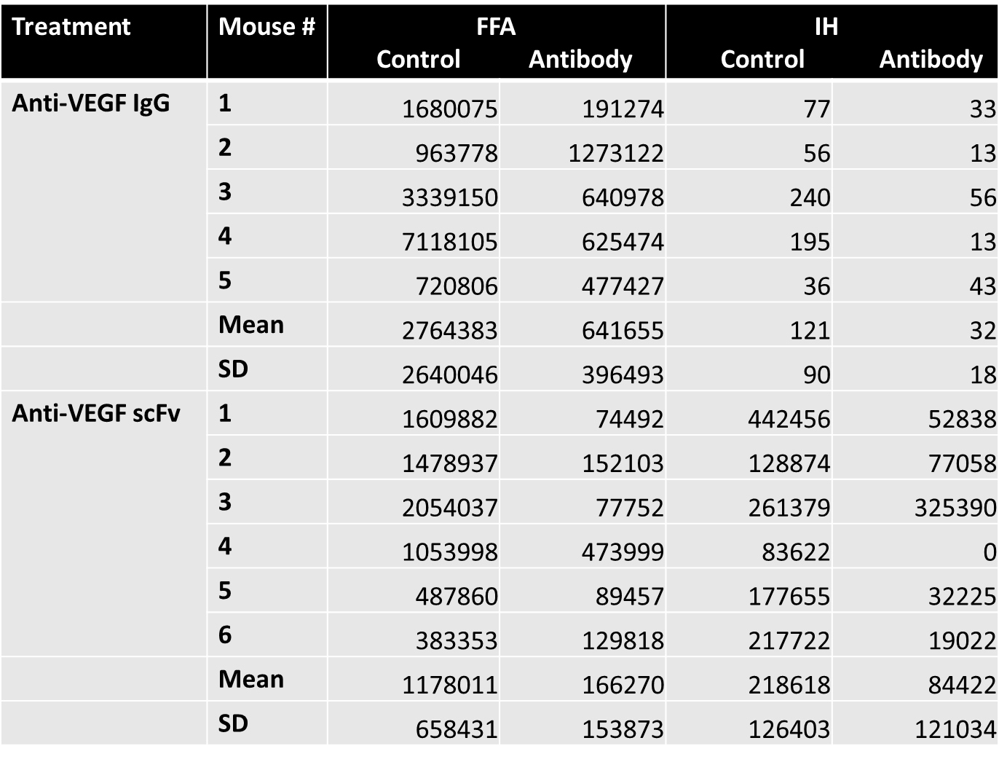 Treatment Mouse # FFA IH
Control Antibody Control Antibody
Anti-VEGF IgG 1 1680075 191274 77 33
2 963778 1273122 56 13
3 3339150 640978 240 56
4 7118105 625474 195 13
5 720806 477427 36 43
Mean 2764383 641655 121 32
SD 2640046 396493 90 18
Anti-VEGF scFv 1 1609882 74492 442456 52838
2 1478937 152103 128874 77058
3 2054037 77752 261379 325390
4 1053998 473999 83622 0
5 487860 89457 177655 32225
6 383353 129818 217722 19022
Mean 1178011 166270 218618 84422
SD 658431 153873 126403 121034